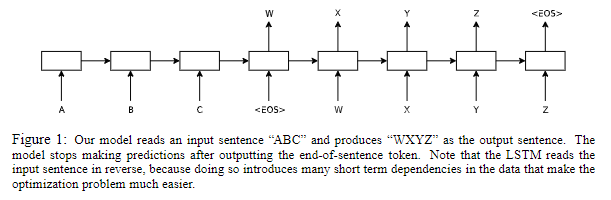 W X Y Z <EOS>
A B C <EOS> W X Y Z
Figure 1: Our model reads an input sentence “ABC” and produces “WXYZ” as the output sentence. The
model stops making predictions after outputting the end-of-sentence token. Note that the LSTM reads the
input sentence in reverse, because doing so introduces many short term dependencies in the data that make the
optimization problem much easier.